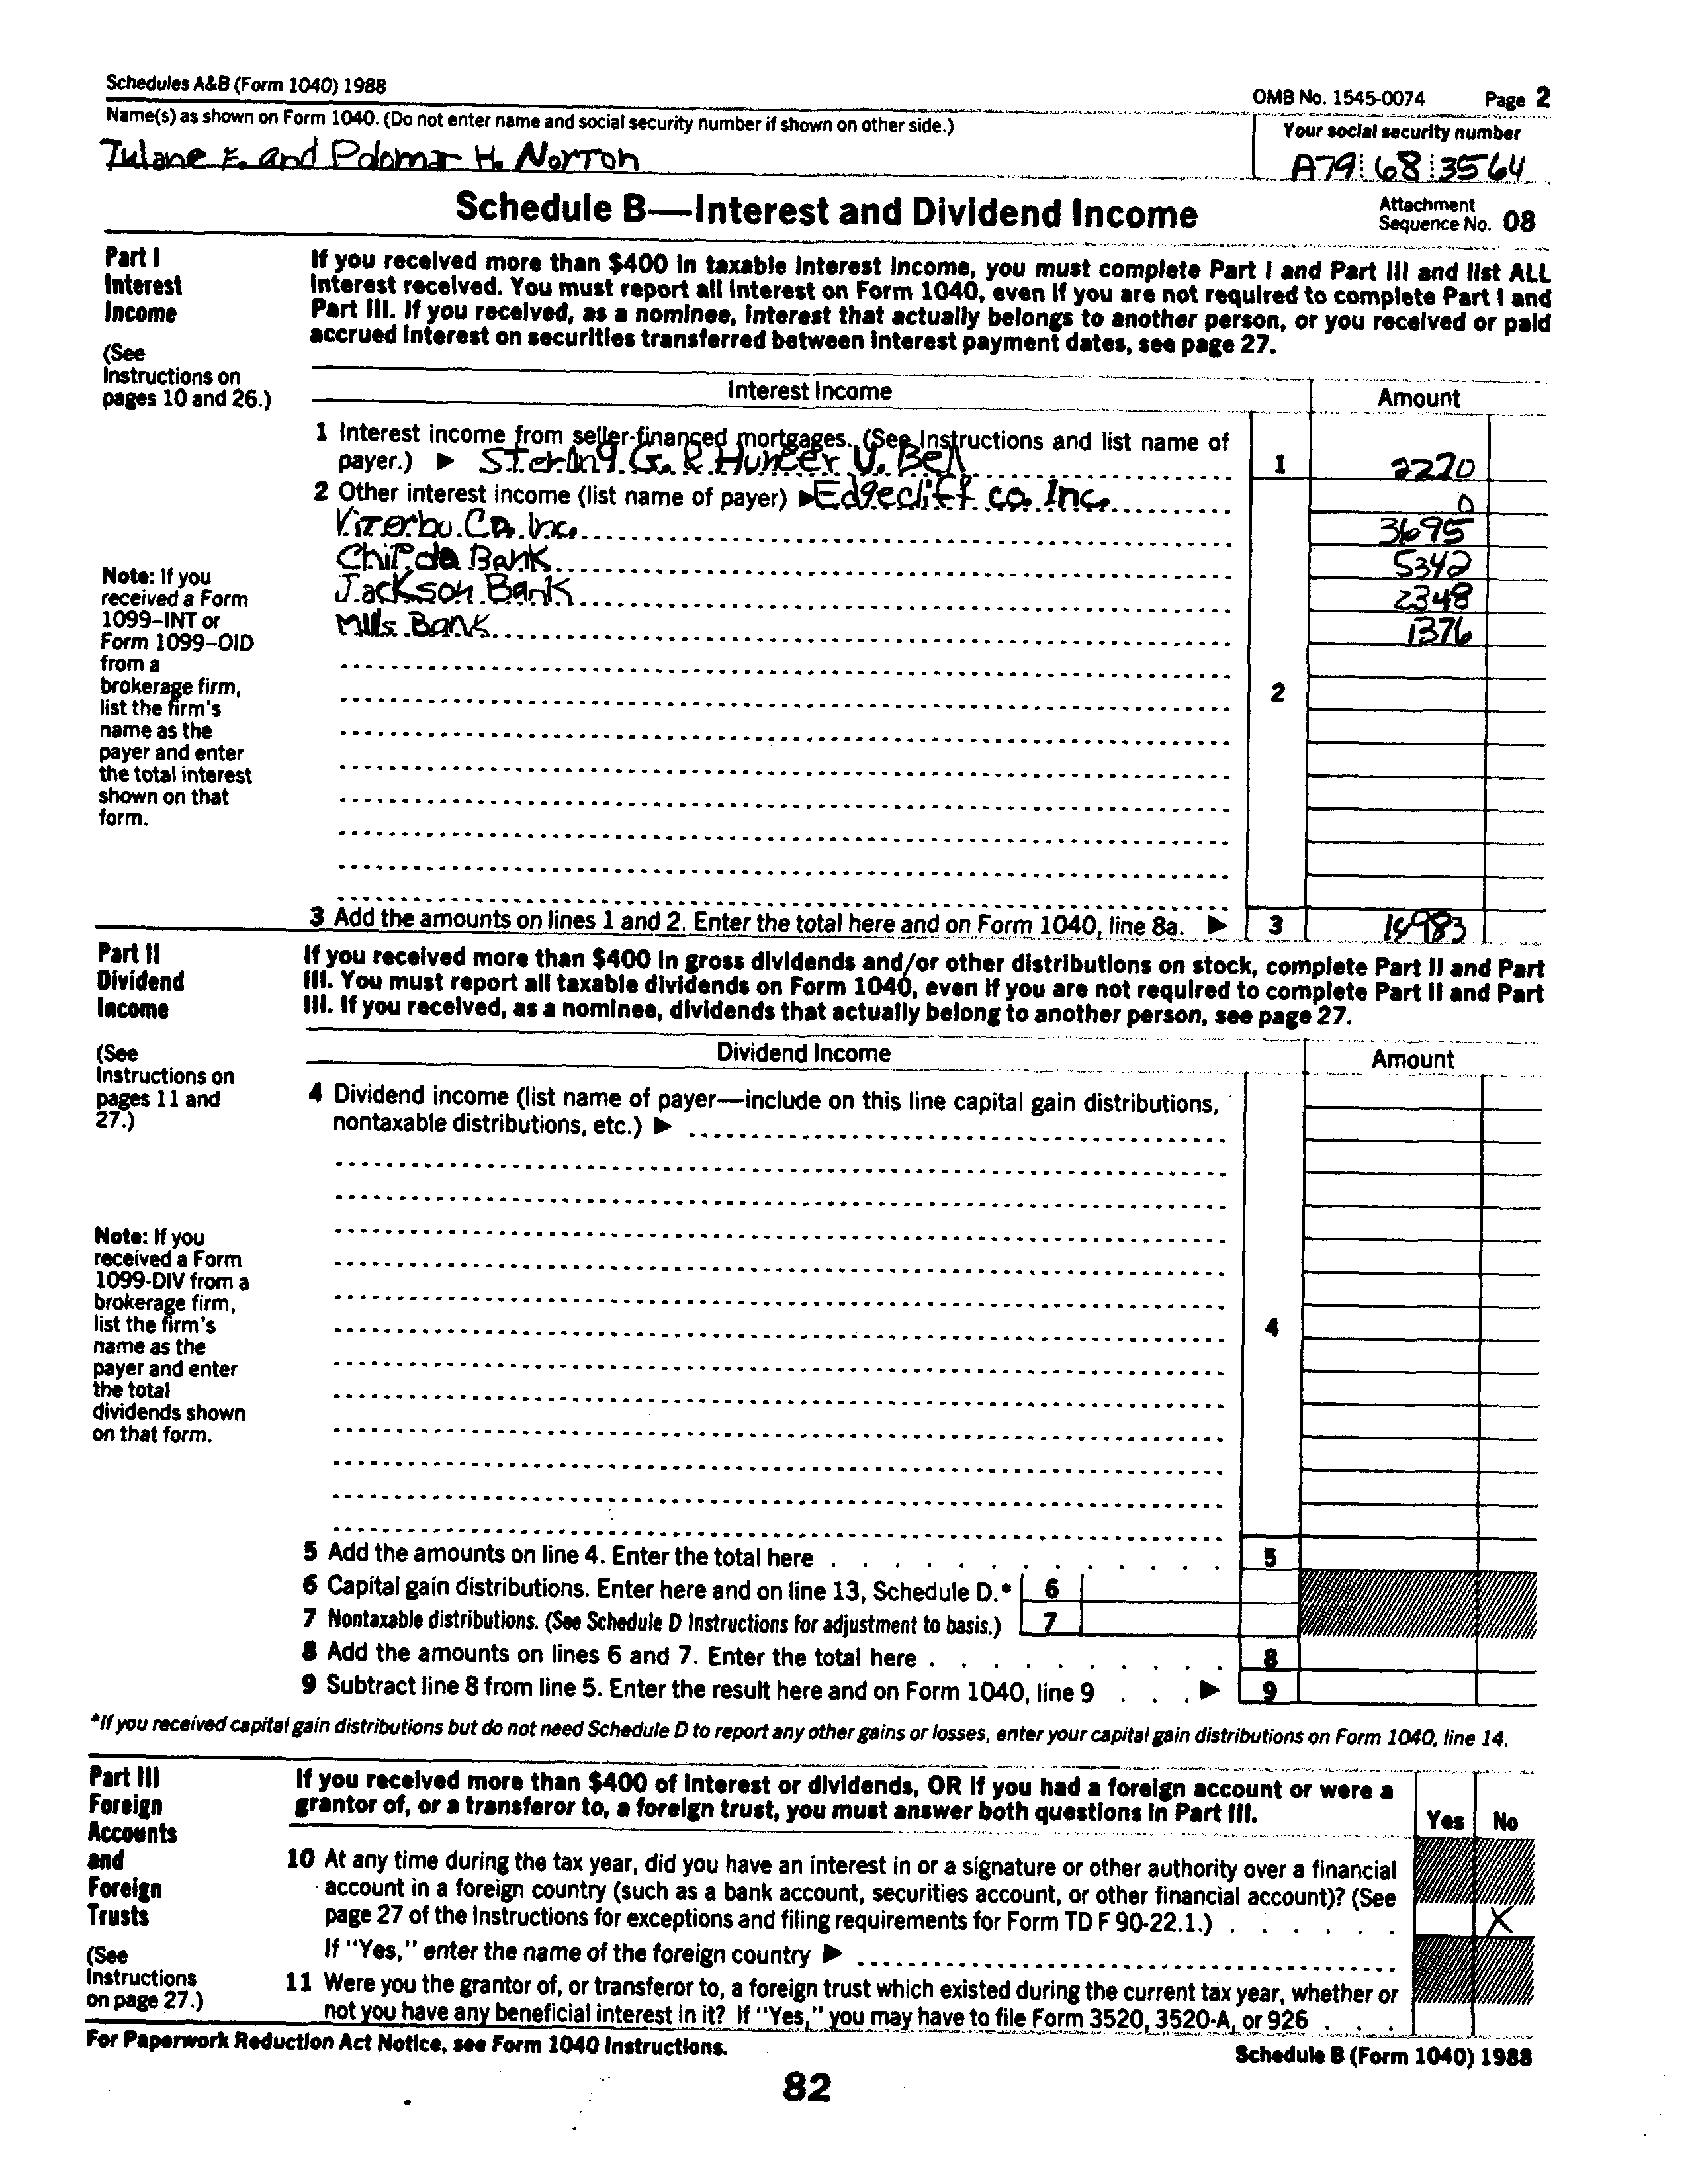 Schedules A&B (Form 1040) 1988
OMB No. 1545-0074 Page 2
Name(s) as shown on Form 1040. (Do not enter name and social security number if shown on other side.)
Your social security number
Tulane E. and Palomar H. Norton
A79 68 3564
Schedule B—Interest and Dividend Income
Attachment
Sequence No. 08
Part I
Interest
Income
(See
Instructions on
pages 10 and 26.)
If you received more than $400 in taxable interest income, you must complete Part I and Part III and list ALL
interest received. You must report all interest on Form 1040, even if you are not required to complete Part I and
Part III. If you received, as a nominee, interest that actually belongs to another person, or you received or paid
accrued interest on securities transferred between interest payment dates, see page 27.
Interest Income Amount
1 Interest income from seller-financed mortgages. (See Instructions and list name of
payer.) ▶ Sterling G. & Hunter V. Bell 1 2220
2 Other interest income (list name of payer) ▶ Edgecliff co. Inc. 0
Viterbo Co. Inc. 3695
Bank 5342
Jackson Bank 2348
Mills Bank 1376
2
Note: If you
received a Form
1099–INT or
Form 1099–OID
from a
brokerage firm,
list the firm's
name as the
payer and enter
the total interest
shown on that
form.
3 Add the amounts on lines 1 and 2. Enter the total here and on Form 1040, line 8a. ▶ 3
Part II
Dividend
Income
(See
Instructions on
pages 11 and
27.)
If you received more than $400 in gross dividends and/or other distributions on stock, complete Part II and Part
III. You must report all taxable dividends on Form 1040, even if you are not required to complete Part II and Part
III. If you received, as a nominee, dividends that actually belong to another person, see page 27.
Dividend Income Amount
4 Dividend income (list name of payer—include on this line capital gain distributions,
nontaxable distributions, etc.) ▶
4
Note: If you
received a Form
1099-DIV from a
brokerage firm,
list the firm's
name as the
payer and enter
the total
dividends shown
on that form.
5 Add the amounts on line 4. Enter the total here . . . . . . . . . . . . 5
6 Capital gain distributions. Enter here and on line 13, Schedule D.* 6
7 Nontaxable distributions. (See Schedule D Instructions for adjustment to basis.) 7
8 Add the amounts on lines 6 and 7. Enter the total here . . . . . . . . . . 8
9 Subtract line 8 from line 5. Enter the result here and on Form 1040, line 9 . . . ▶ 9
*If you received capital gain distributions but do not need Schedule D to report any other gains or losses, enter your capital gain distributions on Form 1040, line 14.
Part III
Foreign
Accounts
and
Foreign
Trusts
(See
Instructions
on page 27.)
If you received more than $400 of interest or dividends, OR if you had a foreign account or were a
grantor of, or a transferor to, a foreign trust, you must answer both questions in Part III.
Yes No
10 At any time during the tax year, did you have an interest in or a signature or other authority over a financial
account in a foreign country (such as a bank account, securities account, or other financial account)? (See
page 27 of the Instructions for exceptions and filing requirements for Form TD F 90-22.1.) . . . . . . X
If "Yes," enter the name of the foreign country ▶
11 Were you the grantor of, or transferor to, a foreign trust which existed during the current tax year, whether or
not you have any beneficial interest in it? If "Yes," you may have to file Form 3520, 3520-A, or 926 . . .
For Paperwork Reduction Act Notice, see Form 1040 Instructions.
Schedule B (Form 1040) 1988
82